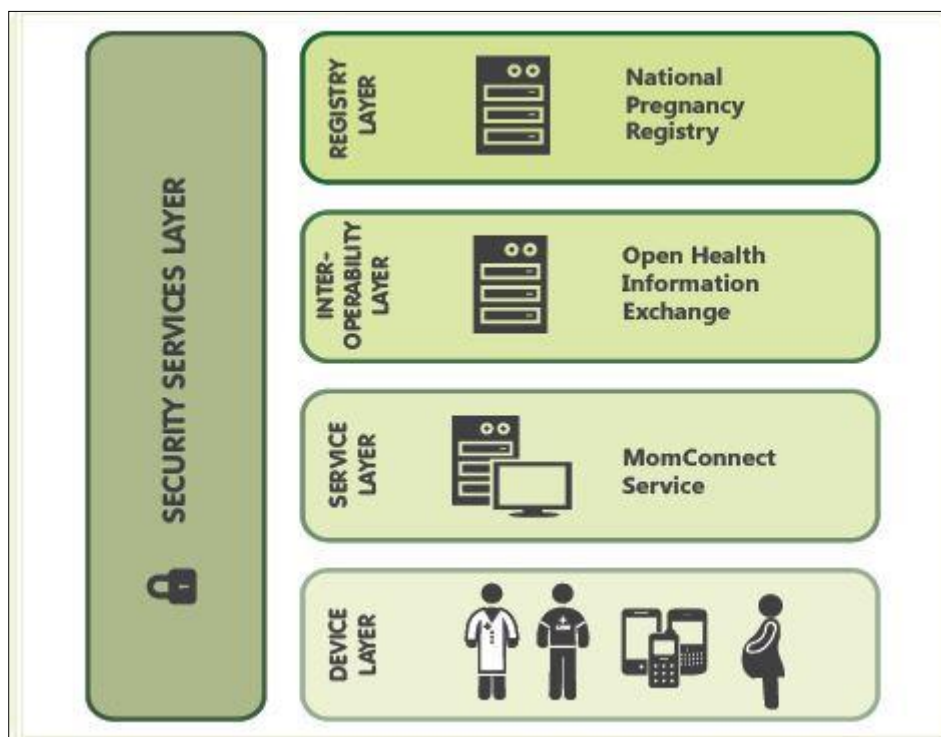 SECURITY SERVICES LAYER
REGISTRY
LAYER
National
Pregnancy
Registry
INTER-
OPERABILITY
LAYER
Open Health
Information
Exchange
SERVICE
LAYER
MomConnect
Service
DEVICE
LAYER